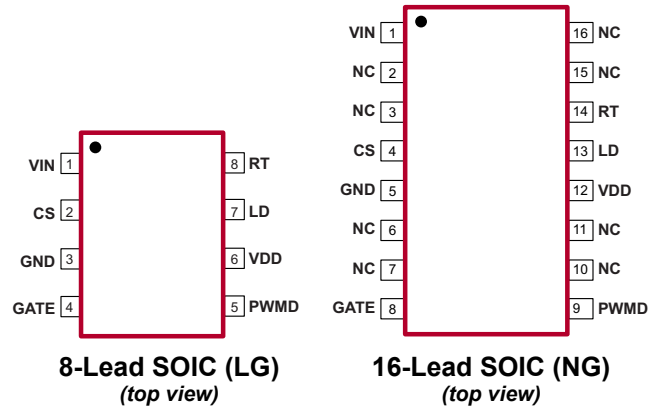 VIN 1
CS 2
GND 3
GATE 4
8 RT
7 LD
6 VDD
5 PWMD
8-Lead SOIC (LG)
(top view)
VIN 1
NC 2
NC 3
CS 4
GND 5
NC 6
NC 7
GATE 8
16 NC
15 NC
14 RT
13 LD
12 VDD
11 NC
10 NC
9 PWMD
16-Lead SOIC (NG)
(top view)